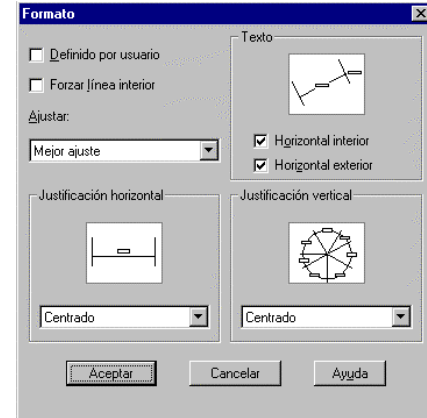 Formato
Definido por usuario
Forzar línea interior
Ajustar:
Mejor ajuste
Texto
Horizontal interior
Horizontal exterior
Justificación horizontal
Centrado
Justificación vertical
Centrado
Aceptar
Cancelar
Ayuda